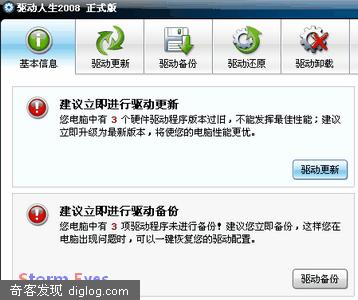 驱动人生2008 正式版
基本信息
驱动更新
驱动备份
驱动还原
驱动卸载
建议立即进行驱动更新
您电脑中有 3 个硬件驱动程序版本过旧，不能发挥最佳性能；建
议立即升级为最新版本，将使您的电脑性能更优。
驱动更新
建议立即进行驱动备份
您电脑中有 3 项驱动程序未进行备份！建议您立即备份，这样您在
电脑出现问题时，可以一键恢复您的驱动配置。
驱动备份
Storm Eyes
奇客发现 diglog.com